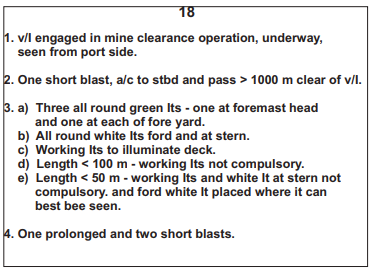 18
1. v/l engaged in mine clearance operation, underway,
seen from port side.
2. One short blast, a/c to stbd and pass > 1000 m clear of v/l.
3. a) Three all round green lts - one at foremast head
and one at each of fore yard.
b) All round white lts ford and at stern.
c) Working lts to illuminate deck.
d) Length < 100 m - working lts not compulsory.
e) Length < 50 m - working lts and white lt at stern not
compulsory. and ford white lt placed where it can
best bee seen.
4. One prolonged and two short blasts.